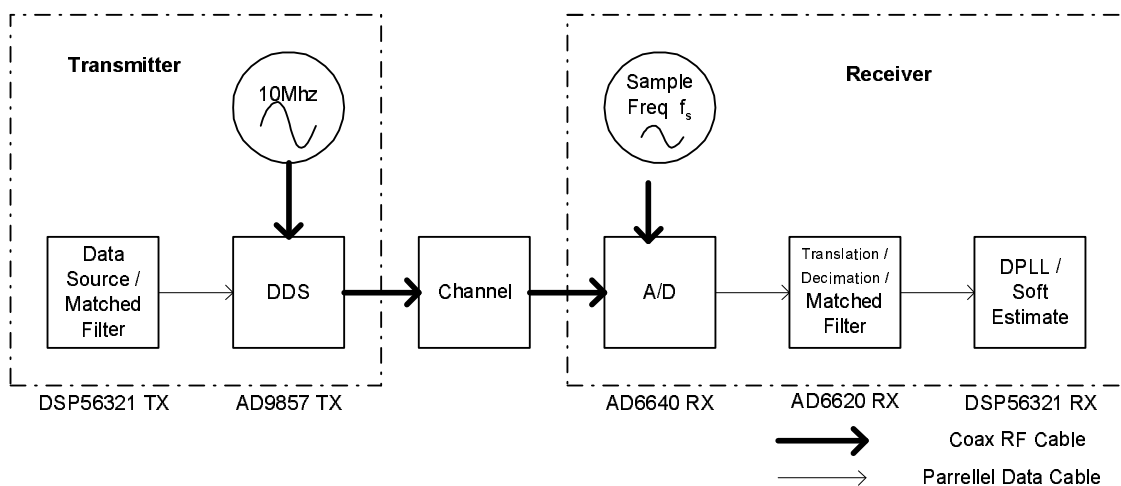 Transmitter
Receiver
10Mhz
Sample
Freq fs
Data
Source /
Matched
Filter
DDS
Channel
A/D
Translation /
Decimation /
Matched
Filter
DPLL /
Soft
Estimate
DSP56321 TX
AD9857 TX
AD6640 RX
AD6620 RX
DSP56321 RX
Coax RF Cable
Parrellel Data Cable